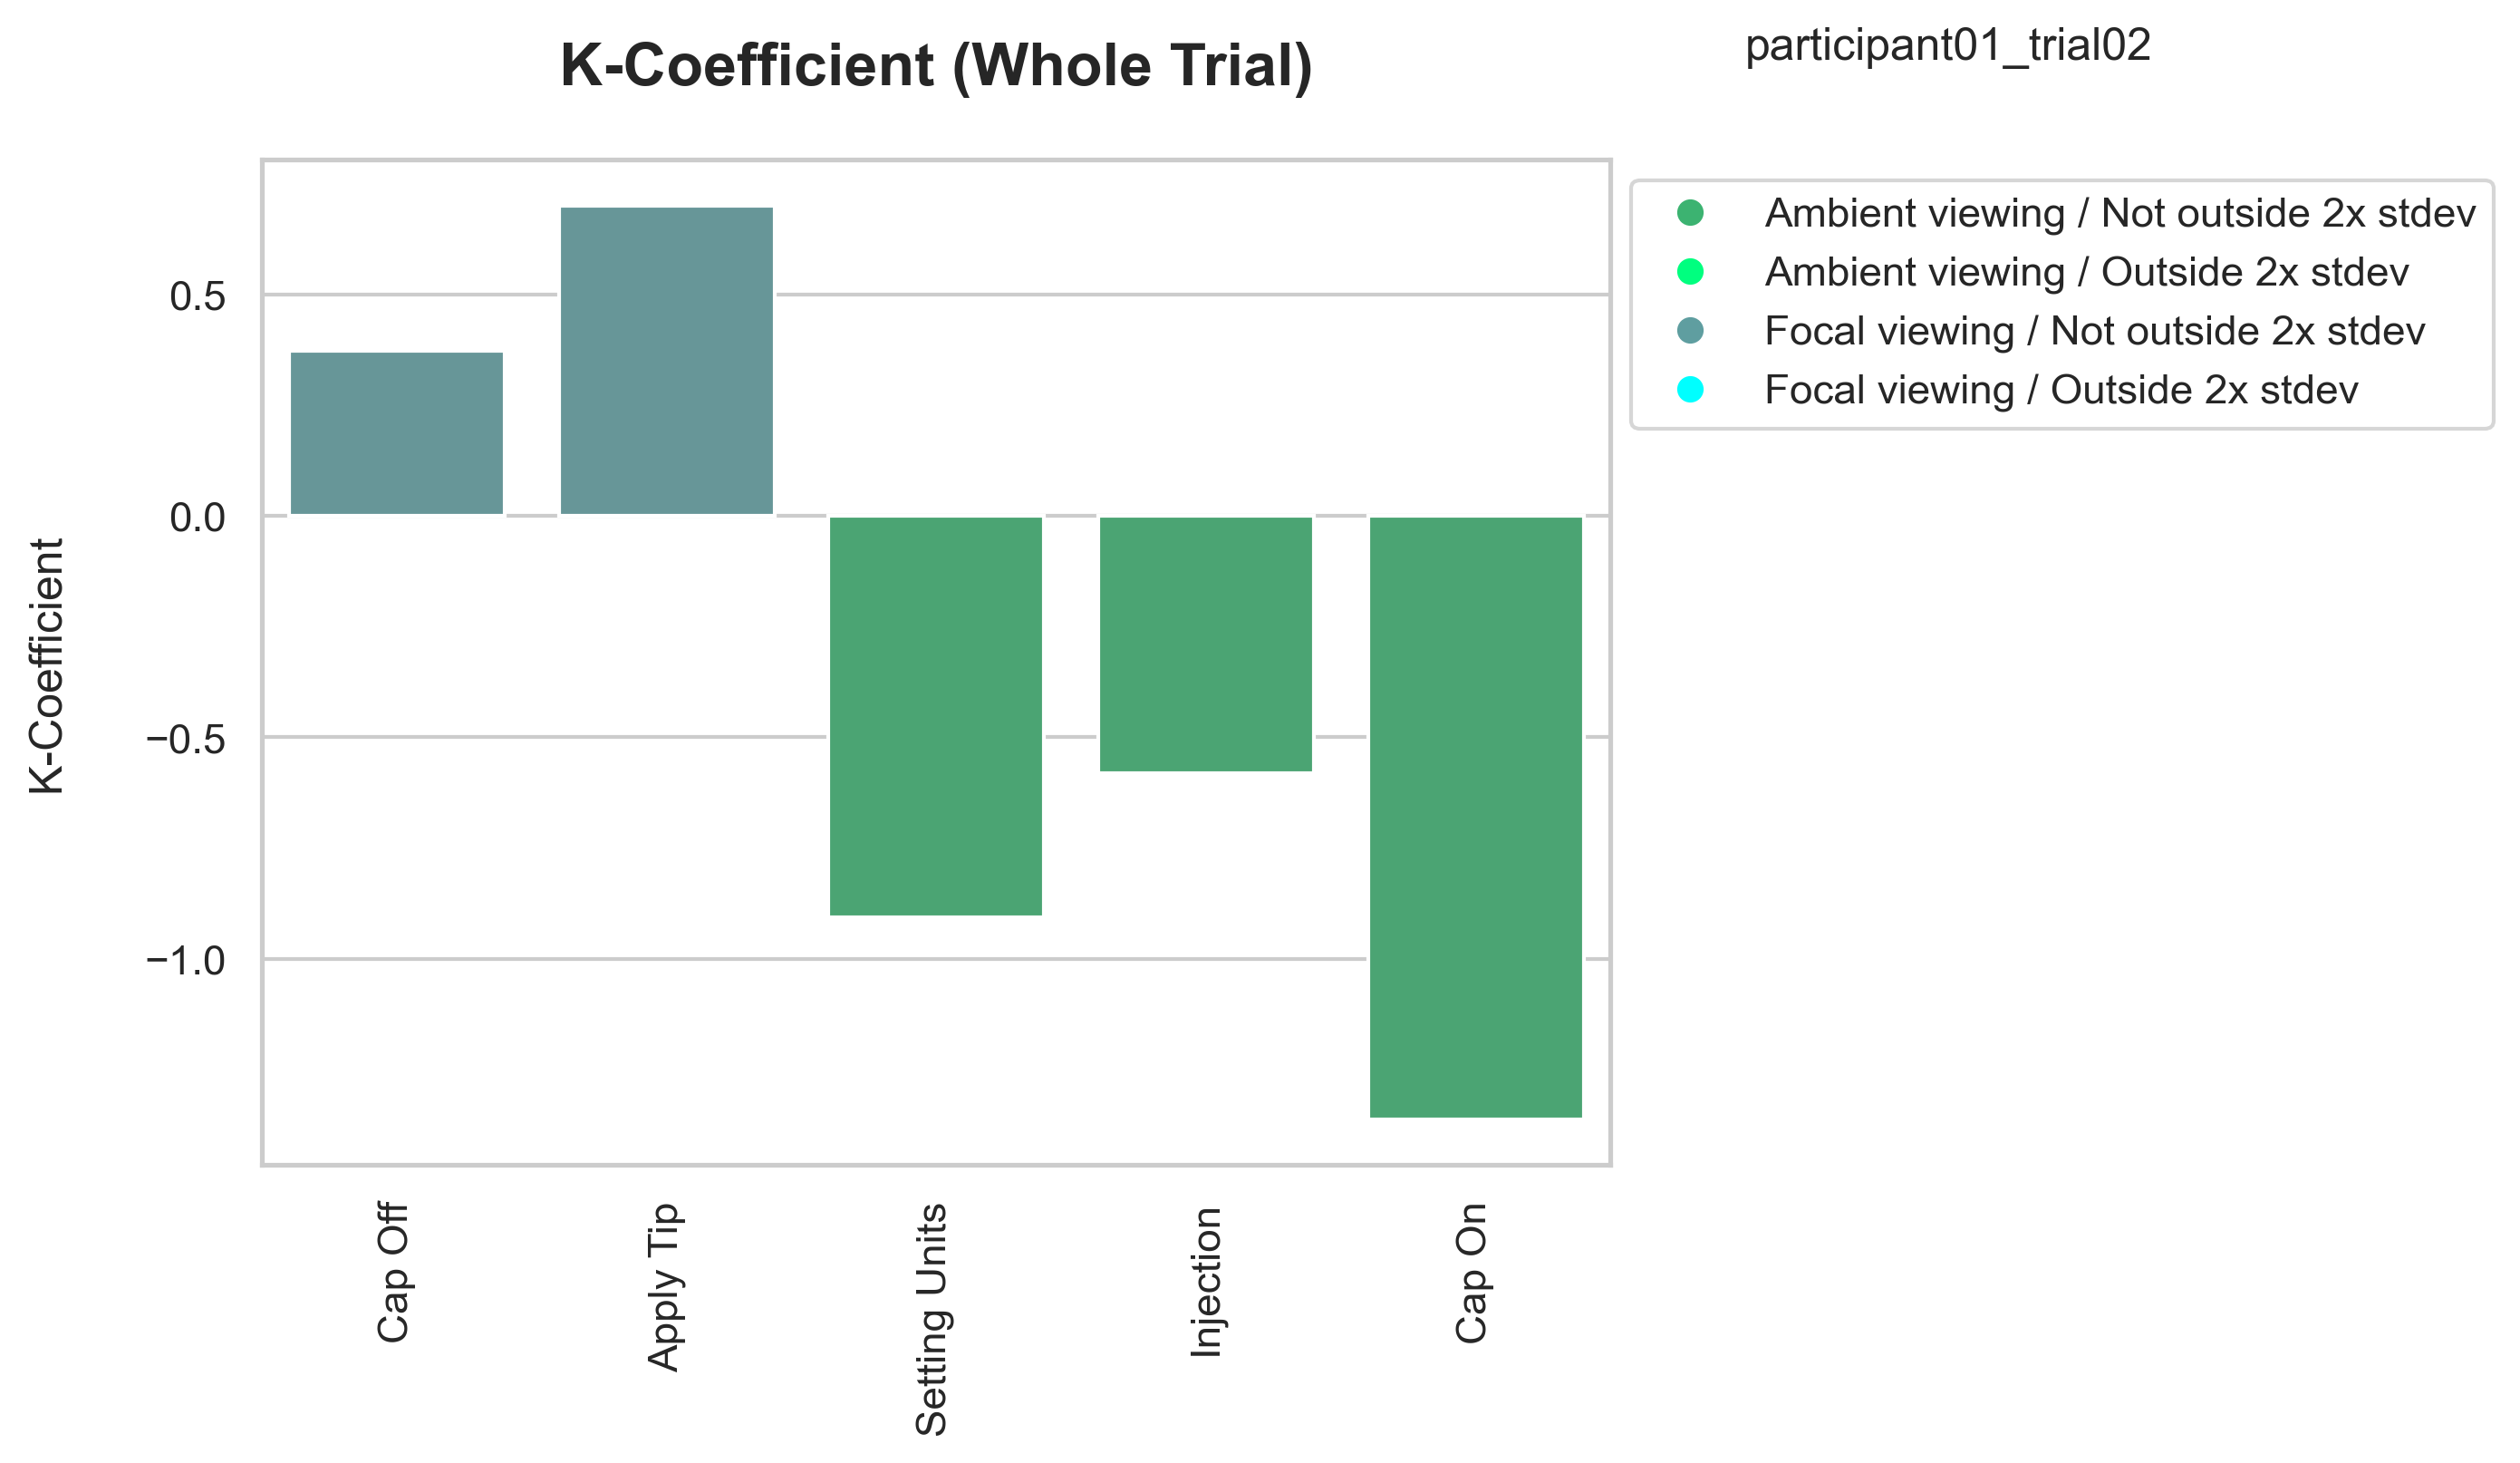 K-Coefficient (Whole Trial)
participant01_trial02
Ambient viewing / Not outside 2x stdev
Ambient viewing / Outside 2x stdev
Focal viewing / Not outside 2x stdev
Focal viewing / Outside 2x stdev
K-Coefficient
0.5
0.0
−0.5
−1.0
Cap Off
Apply Tip
Setting Units
Injection
Cap On